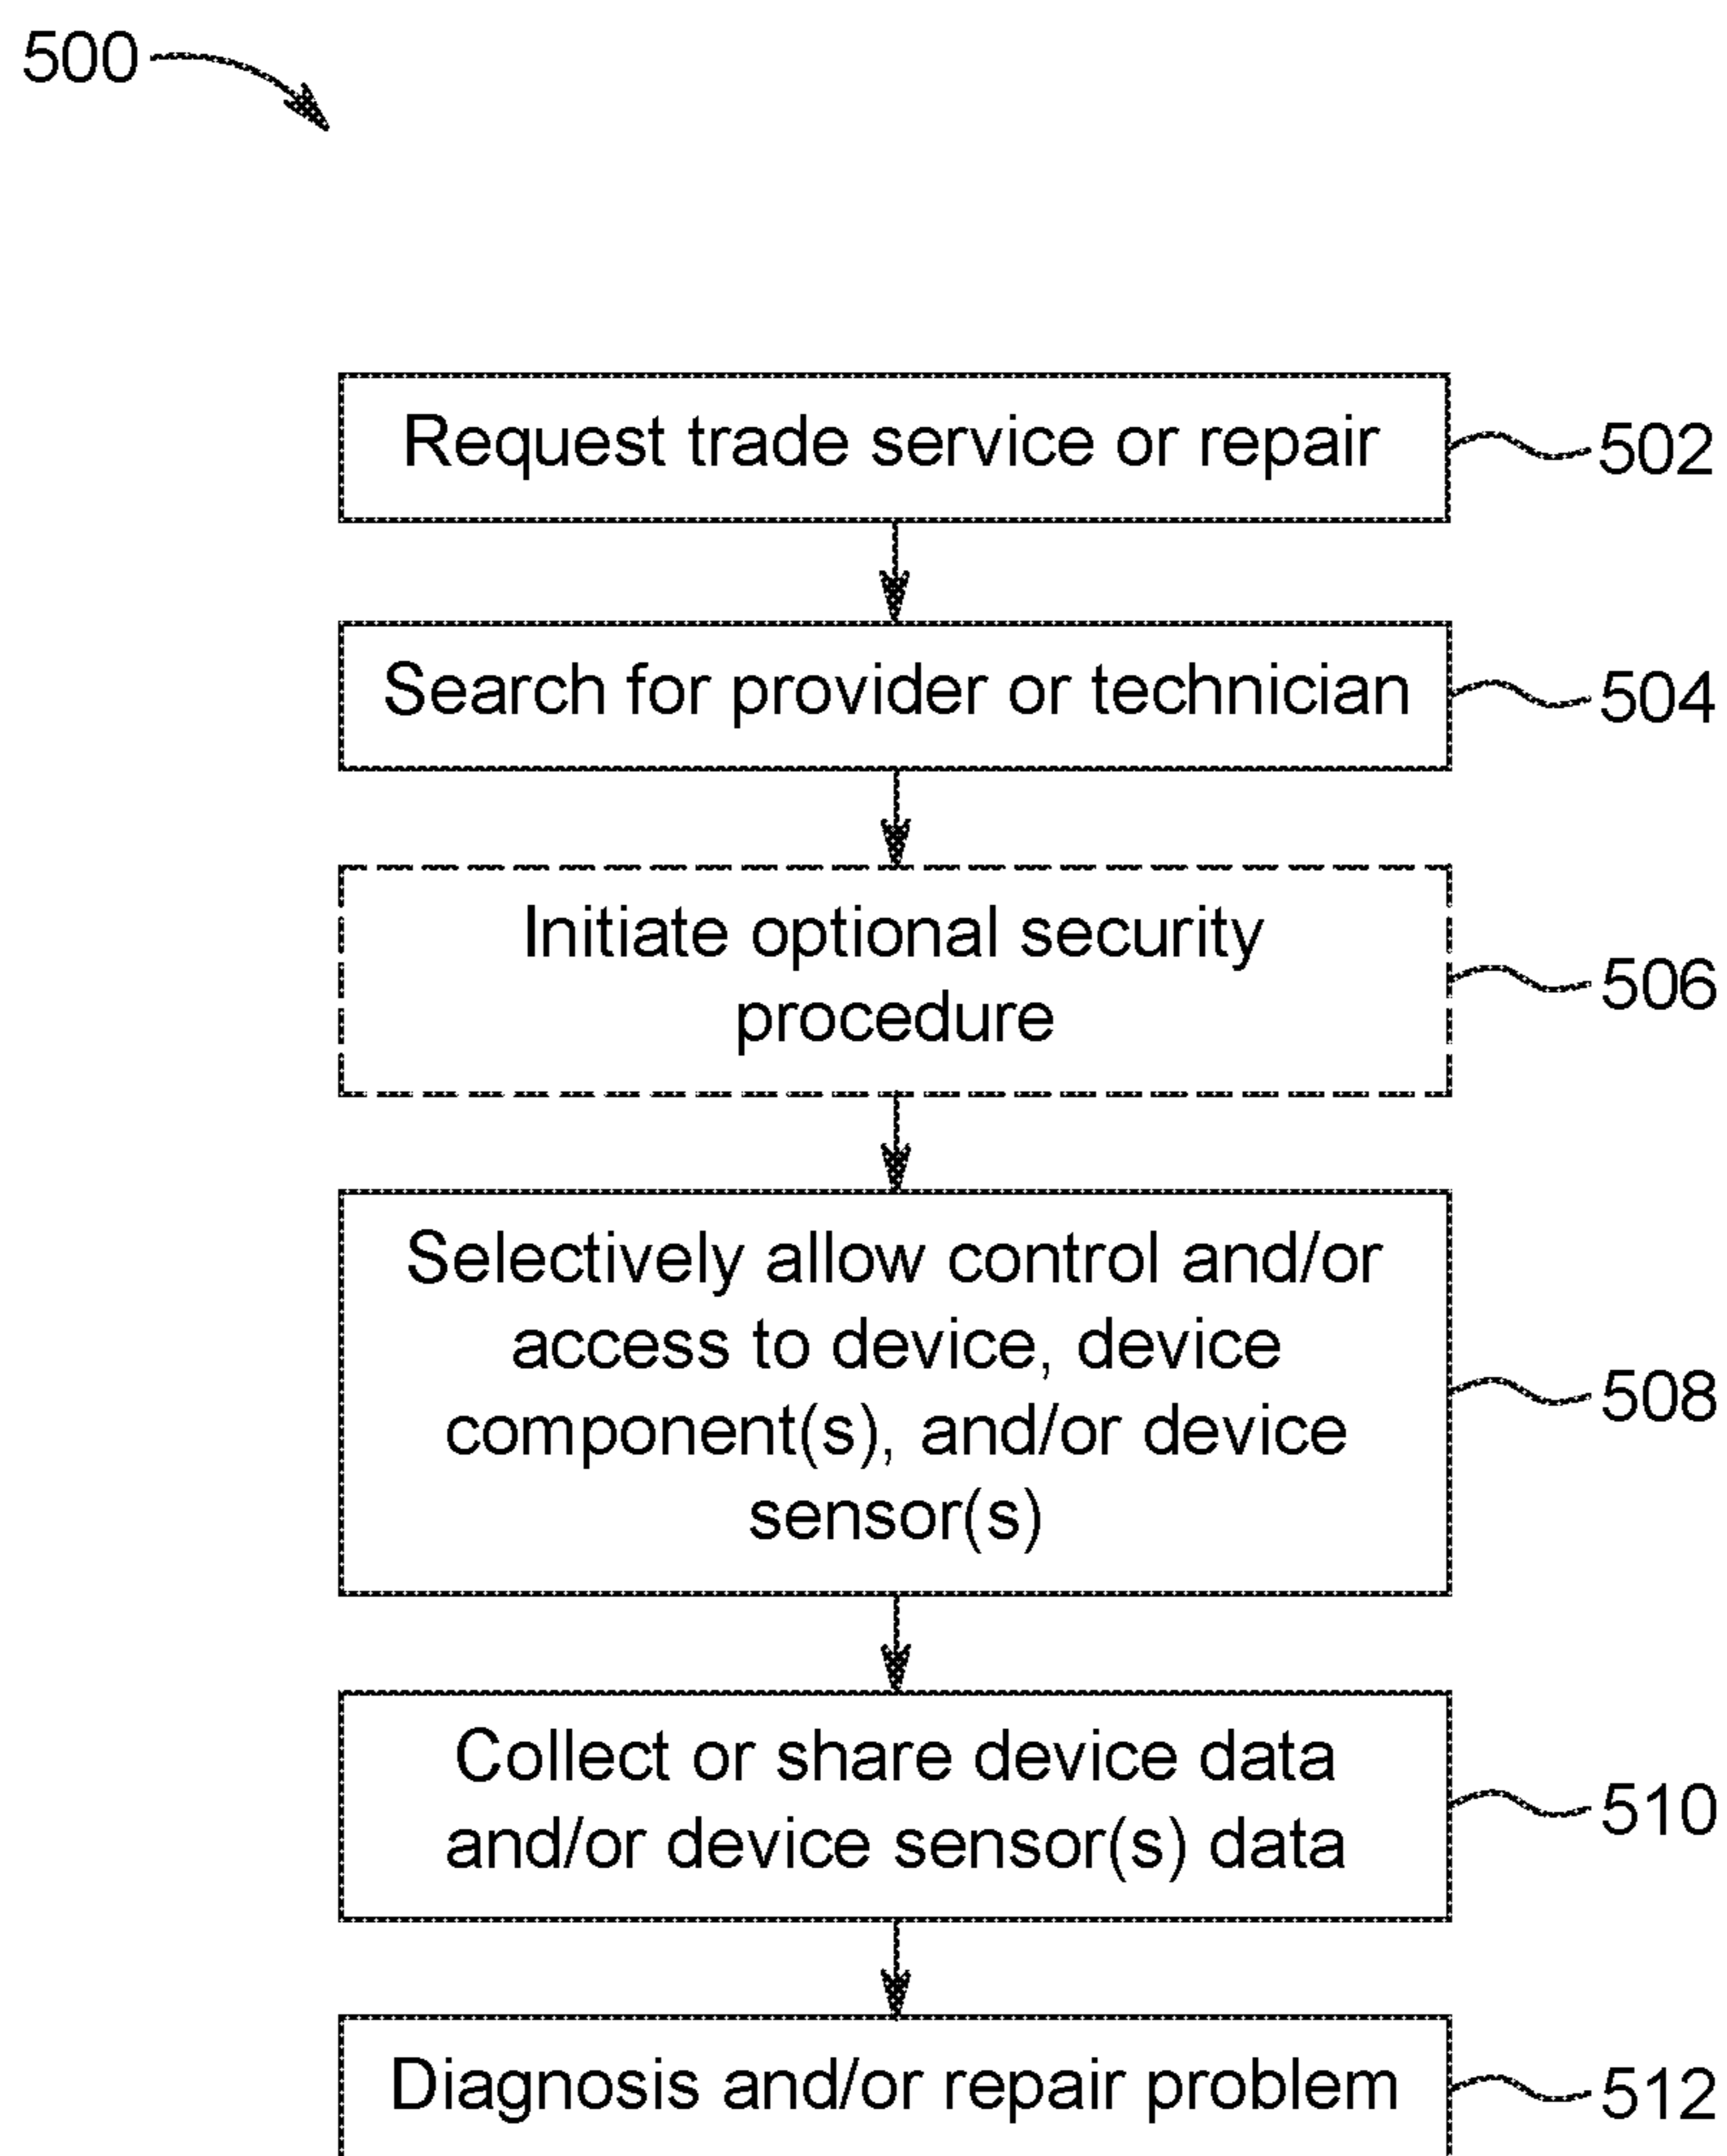 500
Request trade service or repair
502
Search for provider or technician
504
Initiate optional security
procedure
506
Selectively allow control and/or
access to device, device
component(s), and/or device
sensor(s)
508
Collect or share device data
and/or device sensor(s) data
510
Diagnosis and/or repair problem
512